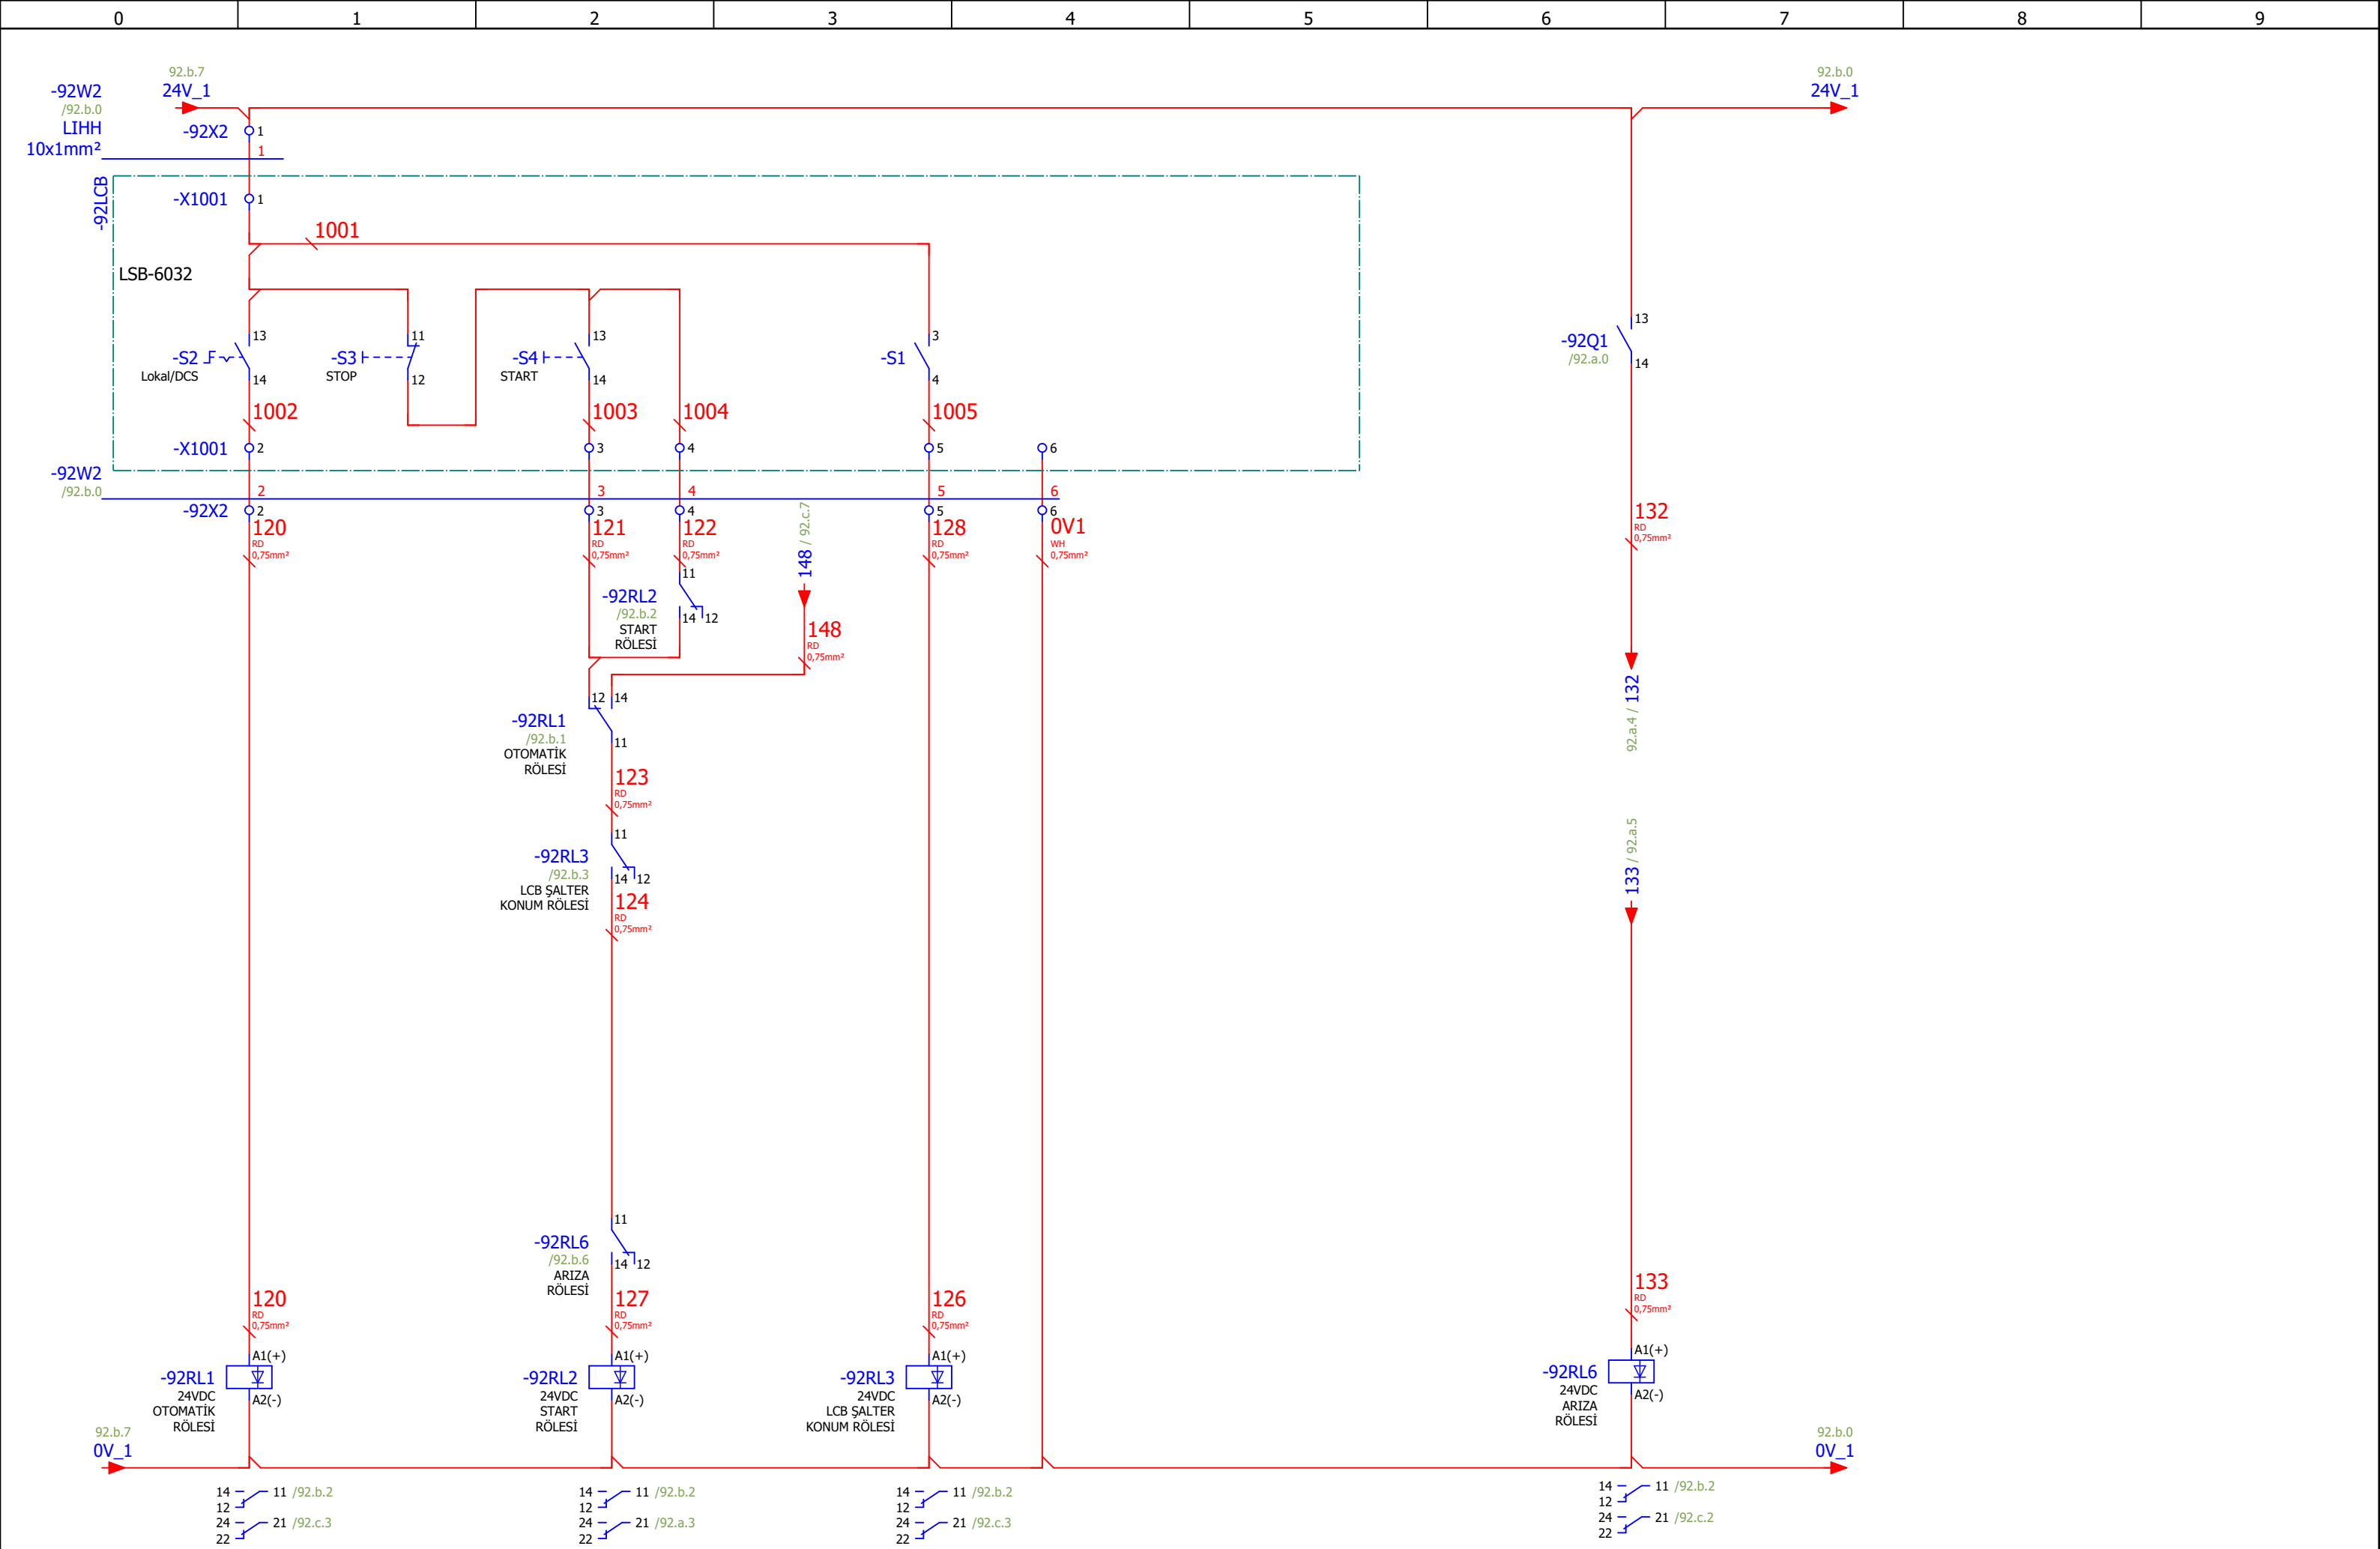 0 1 2 3 4 5 6 7 8 9
92.b.7
24V_1
92.b.0
24V_1
-92W2
/92.b.0
LIHH
10x1mm²
-92X2 1
1
-92LCB
-X1001 1
1001
LSB-6032
13
-S2
Lokal/DCS
14
11
-S3
STOP
12
13
-S4
START
14
3
-S1
4
13
-92Q1
/92.a.0
14
1002
1003
1004
1005
-X1001 2 3 4 5 6
-92W2
/92.b.0
2 3 4 5 6
-92X2 2 3 4 5 6
120
RD
0,75mm²
121
RD
0,75mm²
122
RD
0,75mm²
148 / 92.c.7
128
RD
0,75mm²
0V1
WH
0,75mm²
132
RD
0,75mm²
11
-92RL2
/92.b.2
START
RÖLESİ
14 12
148
RD
0,75mm²
92.a.4 / 132
12 14
-92RL1
/92.b.1
OTOMATİK
RÖLESİ
11
123
RD
0,75mm²
11
-92RL3
/92.b.3
LCB ŞALTER
KONUM RÖLESİ
14 12
124
RD
0,75mm²
133 / 92.a.5
11
-92RL6
/92.b.6
ARIZA
RÖLESİ
14 12
120
RD
0,75mm²
127
RD
0,75mm²
126
RD
0,75mm²
133
RD
0,75mm²
A1(+)
-92RL1
24VDC
OTOMATİK
RÖLESİ
A2(-)
A1(+)
-92RL2
24VDC
START
RÖLESİ
A2(-)
A1(+)
-92RL3
24VDC
LCB ŞALTER
KONUM RÖLESİ
A2(-)
A1(+)
-92RL6
24VDC
ARIZA
RÖLESİ
A2(-)
92.b.7
0V_1
92.b.0
0V_1
14 11 /92.b.2
12
24 21 /92.c.3
22
14 11 /92.b.2
12
24 21 /92.a.3
22
14 11 /92.b.2
12
24 21 /92.c.3
22
14 11 /92.b.2
12
24 21 /92.c.2
22